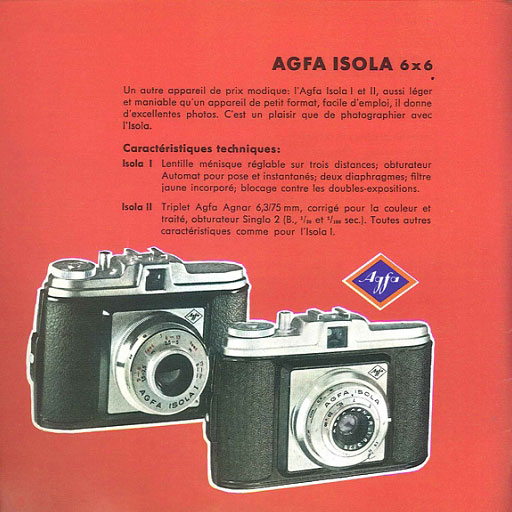 AGFA ISOLA 6x6
Un autre appareil de prix modique: l'Agfa Isola I et II, aussi léger
et maniable qu'un appareil de petit format, facile d'emploi, il donne
d'excellentes photos. C'est un plaisir que de photographier avec
l'Isola.
Caractéristiques techniques:
Isola I Lentille ménisque réglable sur trois distances; obturateur
Automat pour pose et instantanés; deux diaphragmes; filtre
jaune incorporé; blocage contre les doubles-expositions.
Isola II Triplet Agfa Agnar 6,3/75 mm, corrigé pour la couleur et
traité, obturateur Singlo 2 (B., 1/30 et 1/100 sec.). Toutes autres
caractéristiques comme pour l'Isola I.
Agfa
AGFA ISOLA I
AGFA ISOLA